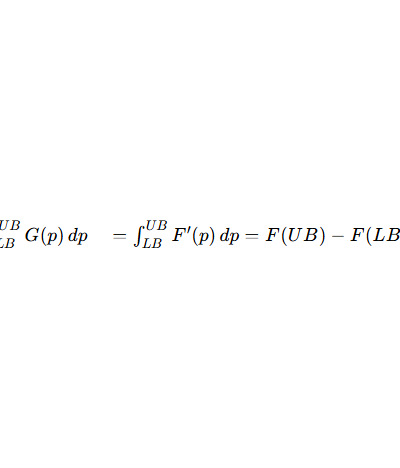 UB LB G(p) dp = ∫_{LB}^{UB} F′(p) dp = F(UB) − F(LB